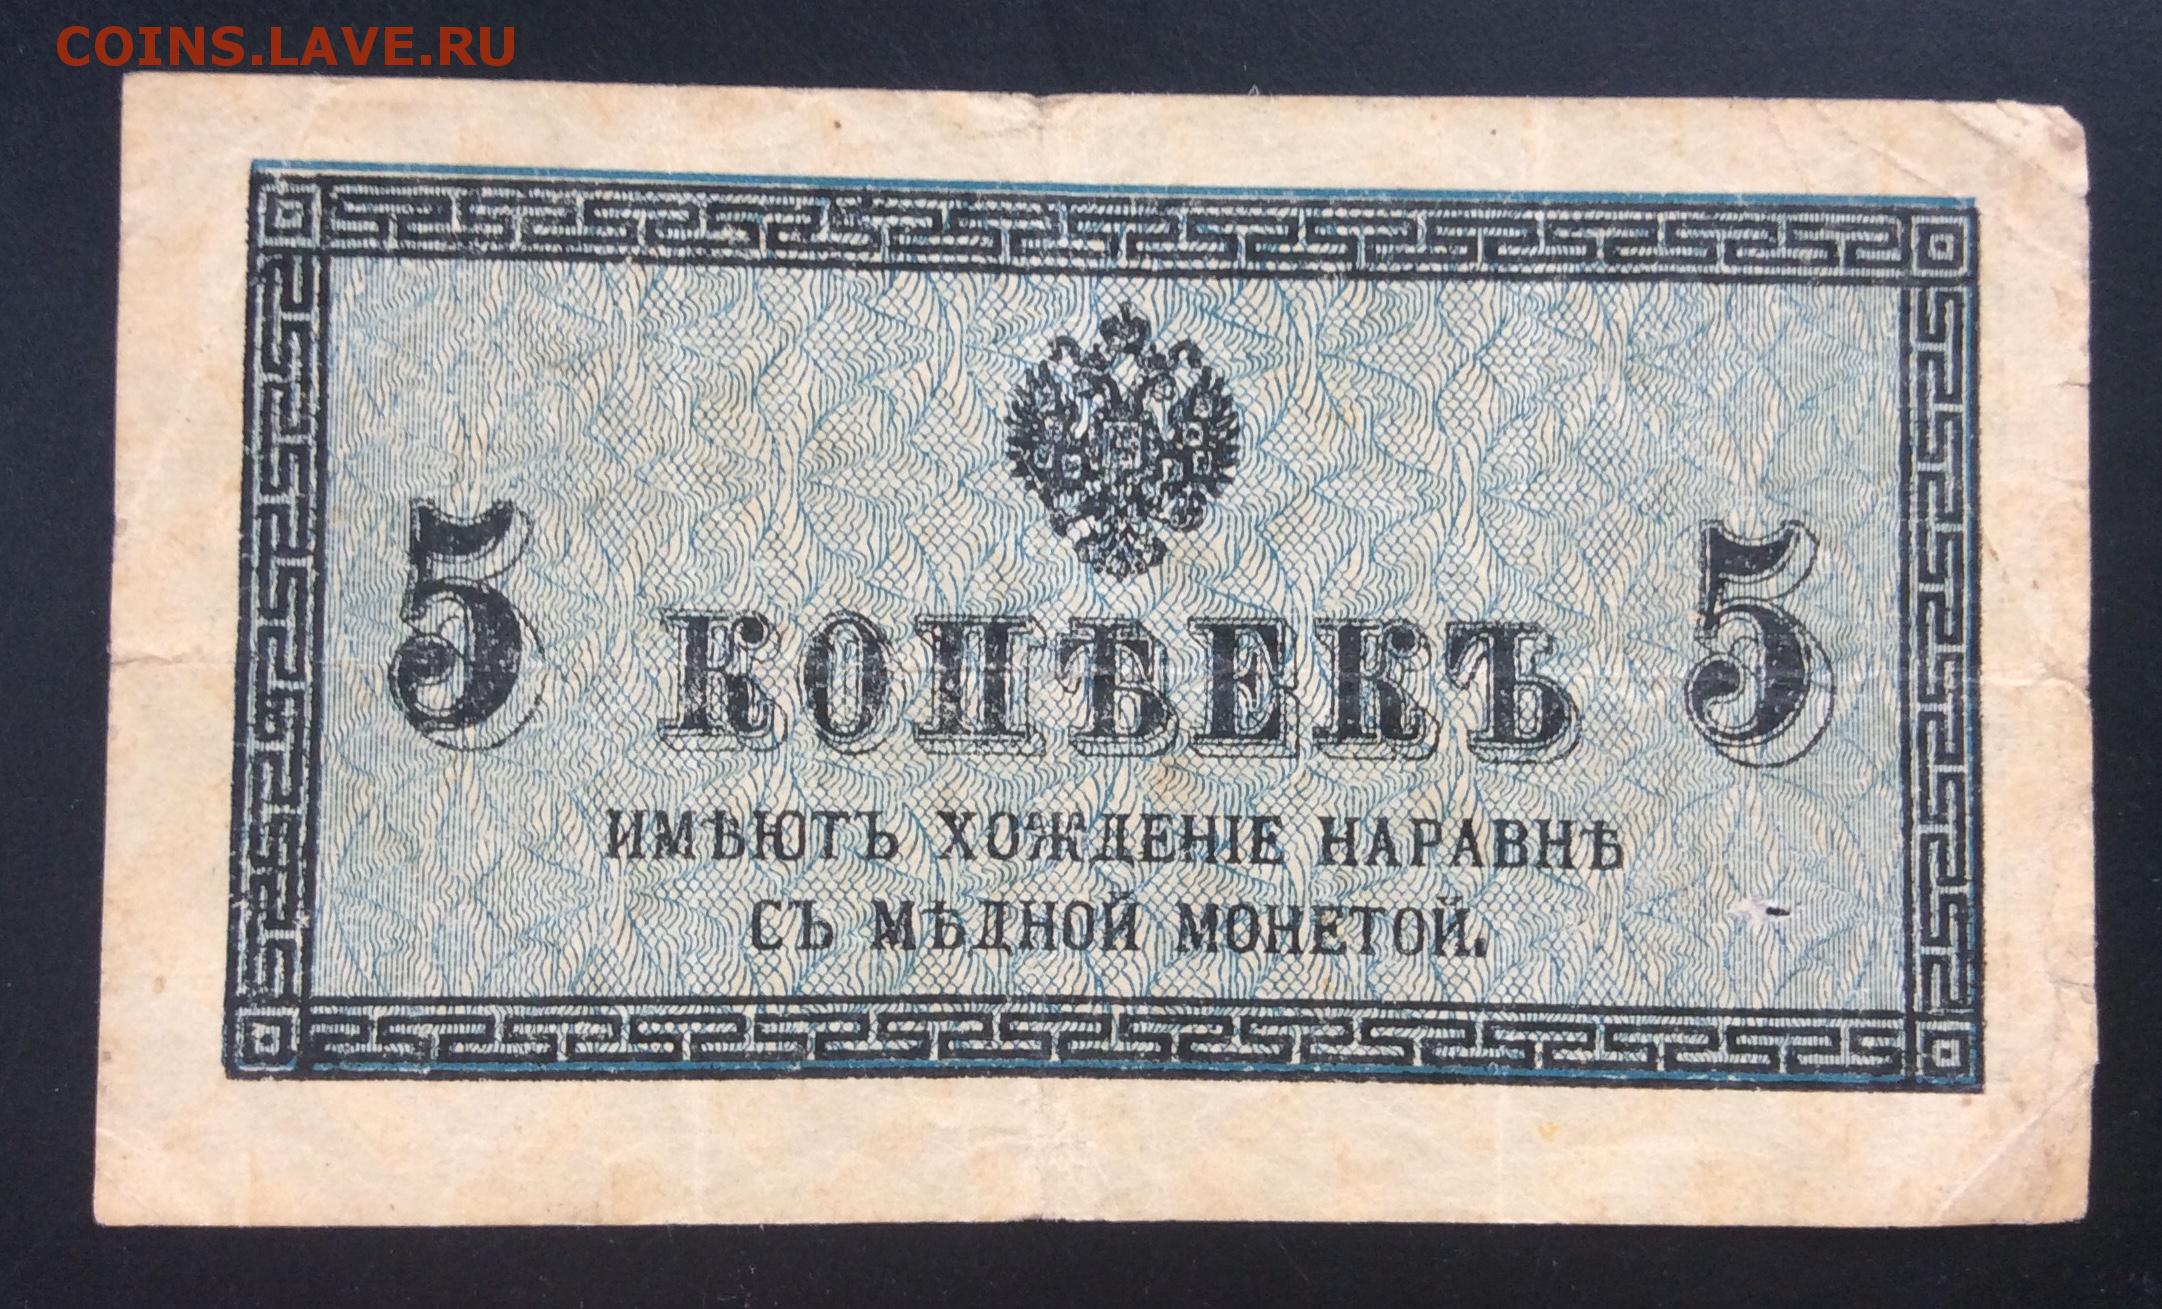 COINS.LAVE.RU
5 КОПѢЕКЪ 5
ИМѢЮТЪ ХОЖДЕНІЕ НАРАВНѢ
СЪ МѢДНОЙ МОНЕТОЙ.